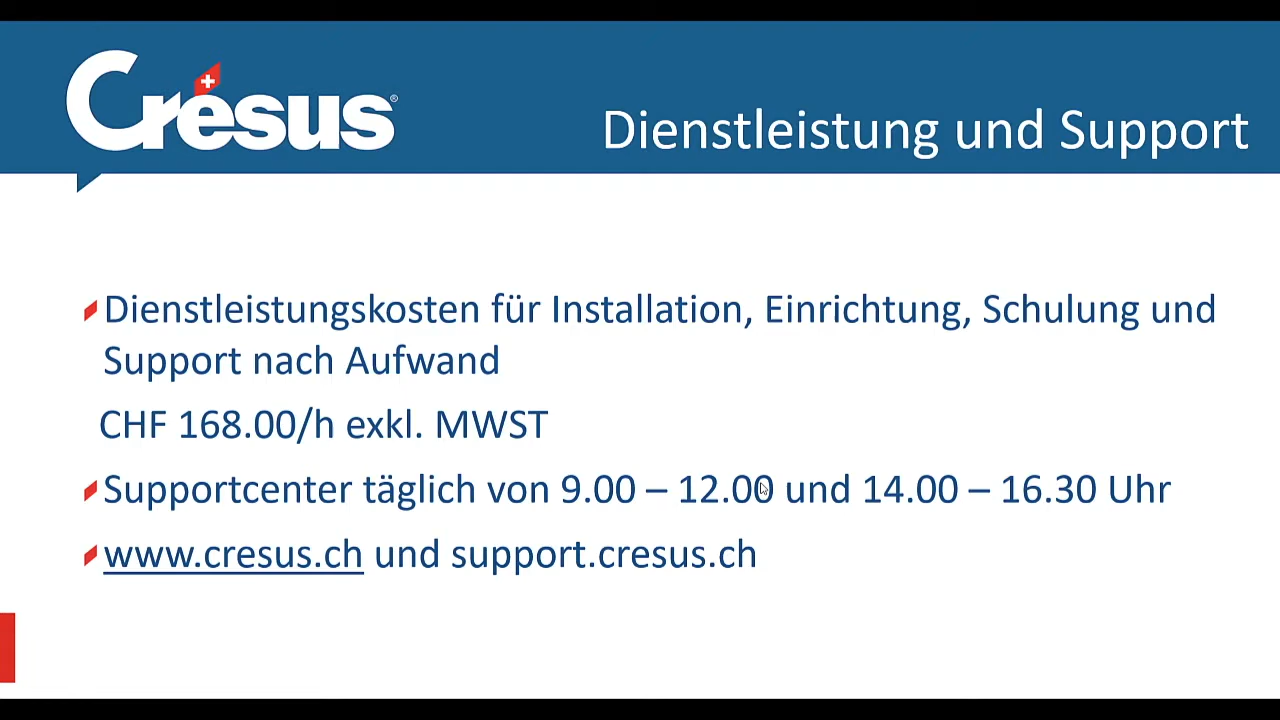 Crésus®
Dienstleistung und Support
Dienstleistungskosten für Installation, Einrichtung, Schulung und
Support nach Aufwand
CHF 168.00/h exkl. MWST
Supportcenter täglich von 9.00 – 12.00 und 14.00 – 16.30 Uhr
www.cresus.ch und support.cresus.ch